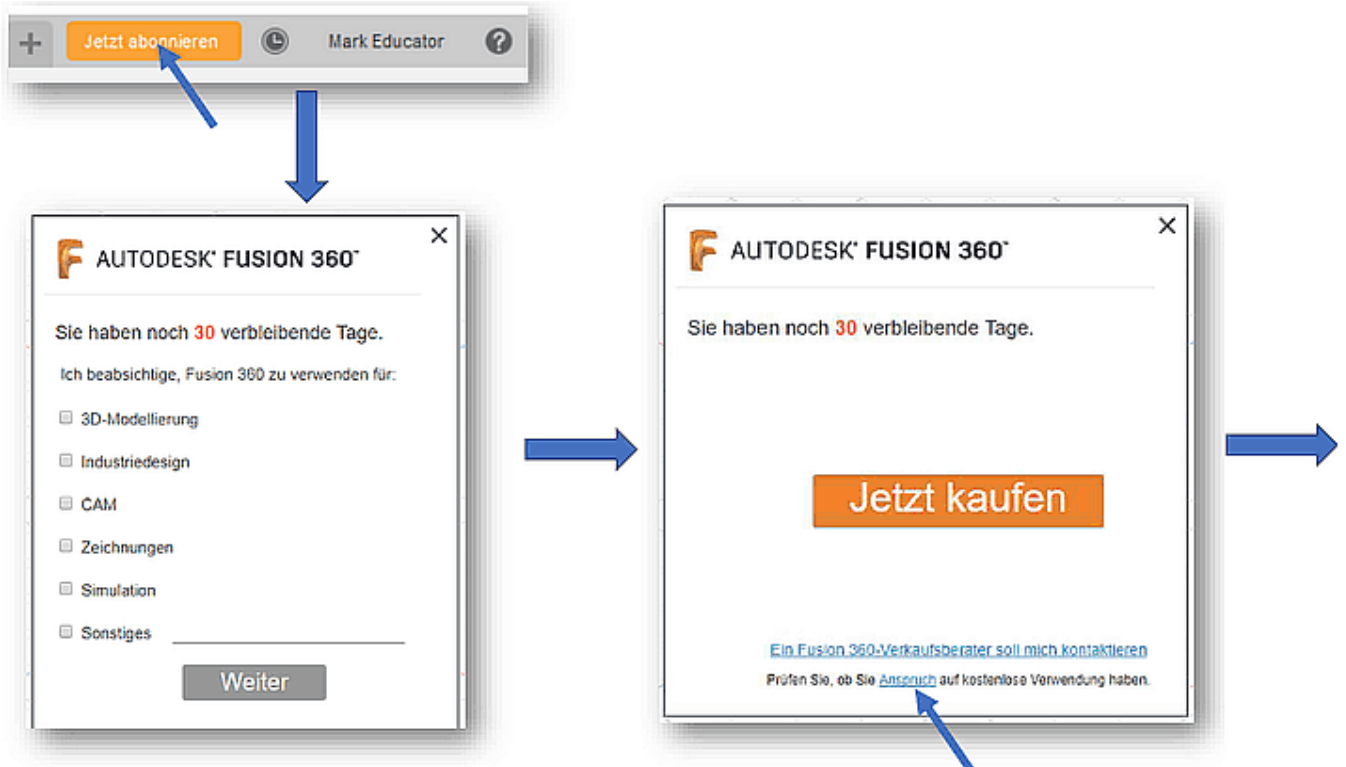 Jetzt abonnieren Mark Educator ?
AUTODESK® FUSION 360™
Sie haben noch 30 verbleibende Tage.
Ich beabsichtige, Fusion 360 zu verwenden für:
3D-Modellierung
Industriedesign
CAM
Zeichnungen
Simulation
Sonstiges
Weiter
AUTODESK® FUSION 360™
Sie haben noch 30 verbleibende Tage.
Jetzt kaufen
Ein Fusion 360-Verkaufsberater soll mich kontaktieren
Prüfen Sie, ob Sie Anspruch auf kostenlose Verwendung haben.